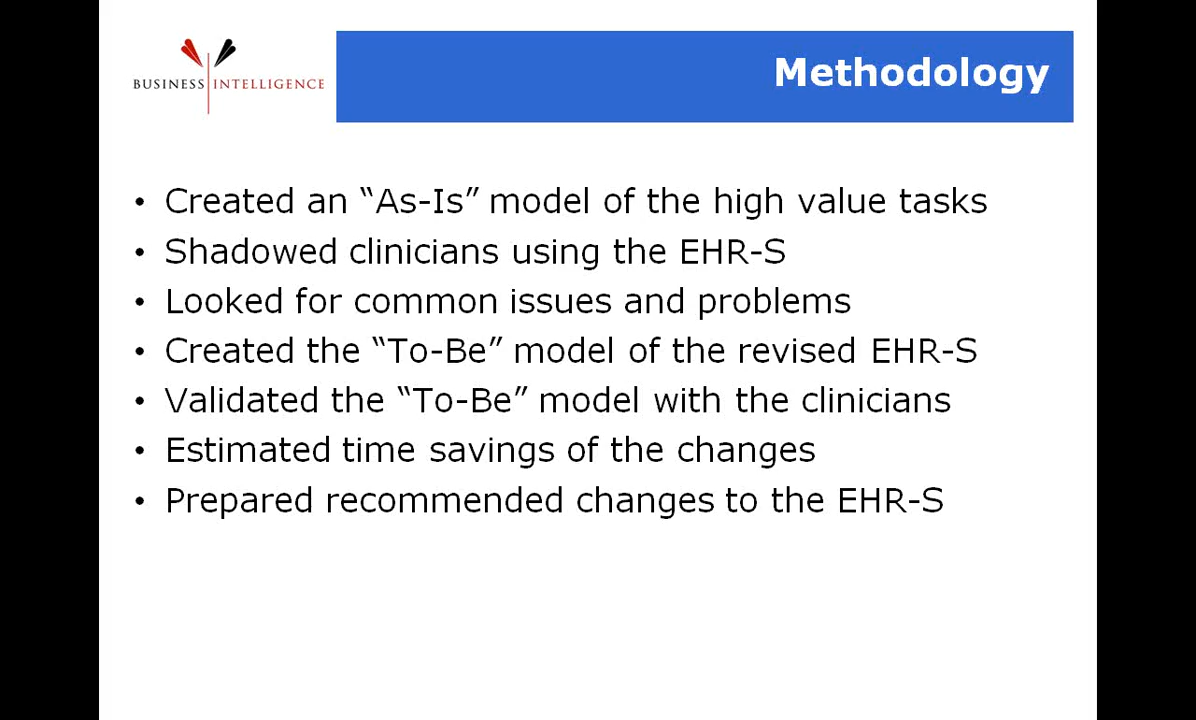 BUSINESS INTELLIGENCE
Methodology
• Created an “As-Is” model of the high value tasks
• Shadowed clinicians using the EHR-S
• Looked for common issues and problems
• Created the “To-Be” model of the revised EHR-S
• Validated the “To-Be” model with the clinicians
• Estimated time savings of the changes
• Prepared recommended changes to the EHR-S